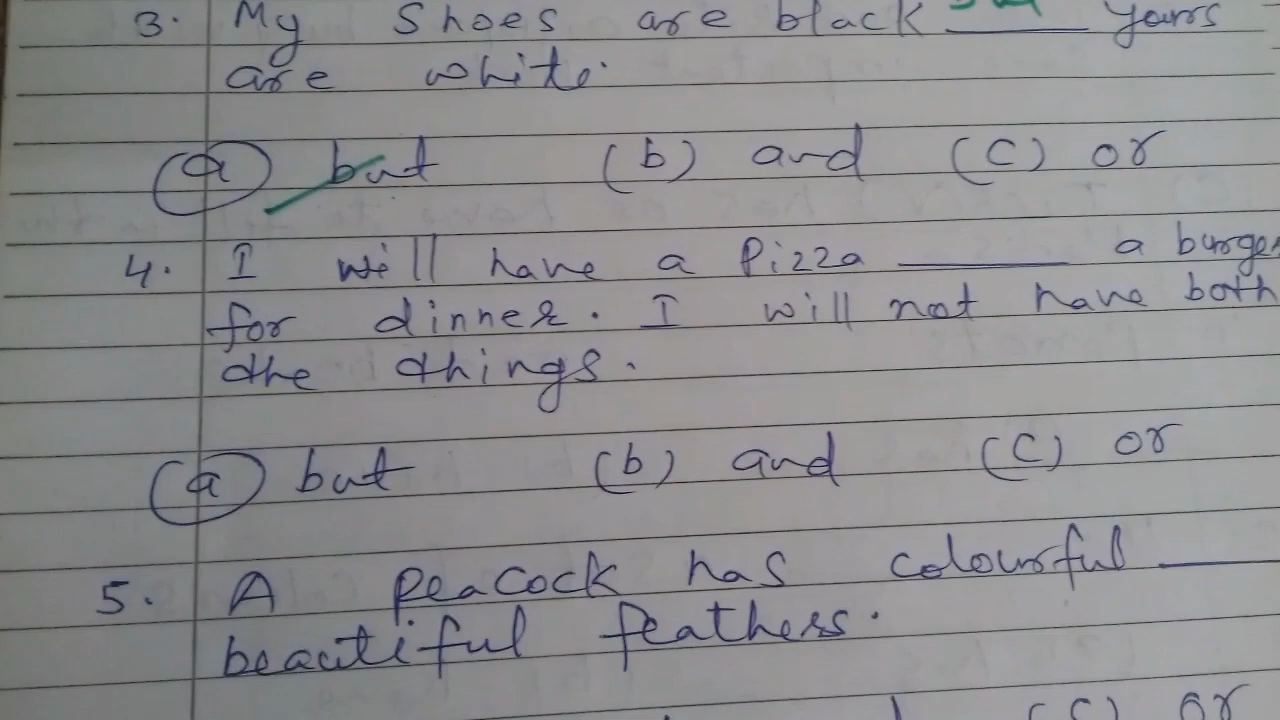 3. My shoes are black ____ yours
are white.
(a) but (b) and (c) or
4. I will have a pizza ____ a burger
for dinner. I will not have both
the things.
(a) but (b) and (c) or
5. A peacock has colourful ____
beautiful feathers.
(c) or